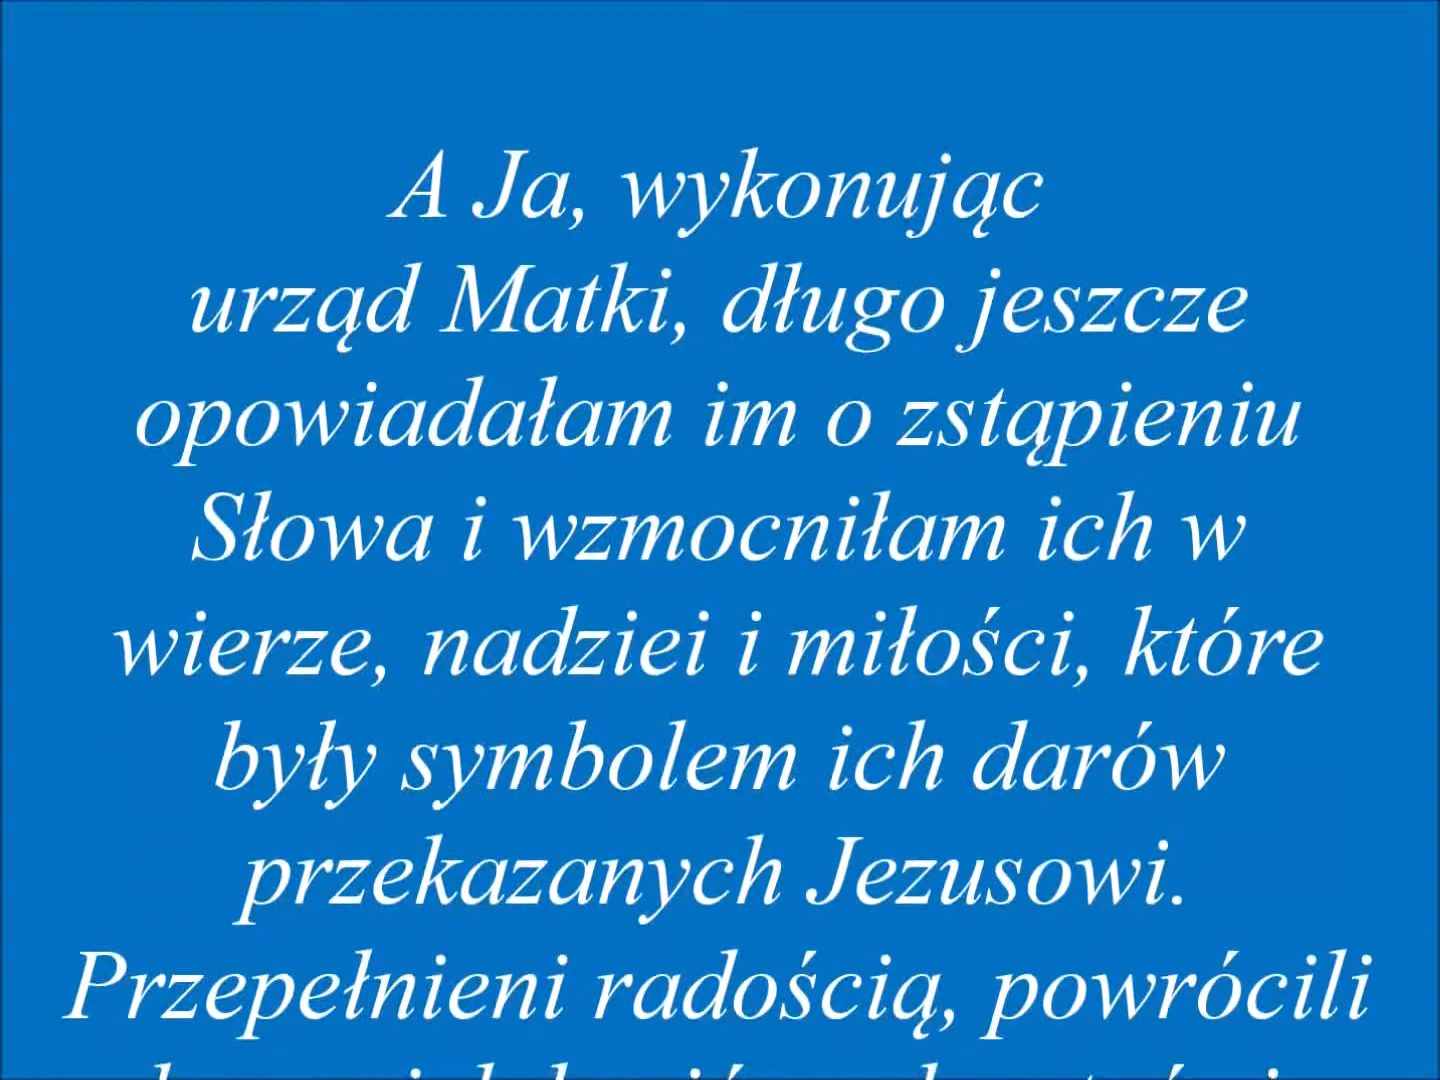 A Ja, wykonując
urząd Matki, długo jeszcze
opowiadałam im o zstąpieniu
Słowa i wzmocniłam ich w
wierze, nadziei i miłości, które
były symbolem ich darów
przekazanych Jezusowi.
Przepełnieni radością, powrócili